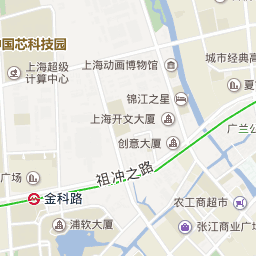 中国芯科技园
上海动画博物馆
城市经典高
上海超级
计算中心
夏
锦江之星
上海开文大厦
广兰公
创意大厦
祖冲之路
广场
金科路
农工商超市
浦软大厦
张江商业广场